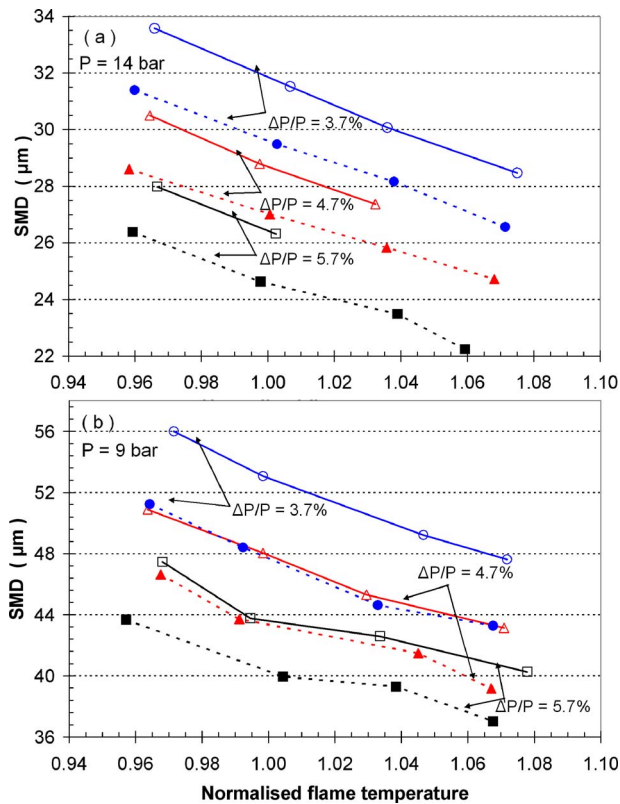 34
( a )
P = 14 bar
32
ΔP/P = 3.7%
30
SMD ( μm )
28
ΔP/P = 4.7%
26
ΔP/P = 5.7%
24
22
0.94 0.96 0.98 1.00 1.02 1.04 1.06 1.08 1.10
( b )
56
P = 9 bar
52
ΔP/P = 3.7%
SMD ( μm )
48
ΔP/P = 4.7%
44
40
ΔP/P = 5.7%
36
0.94 0.96 0.98 1.00 1.02 1.04 1.06 1.08 1.10
Normalised flame temperature